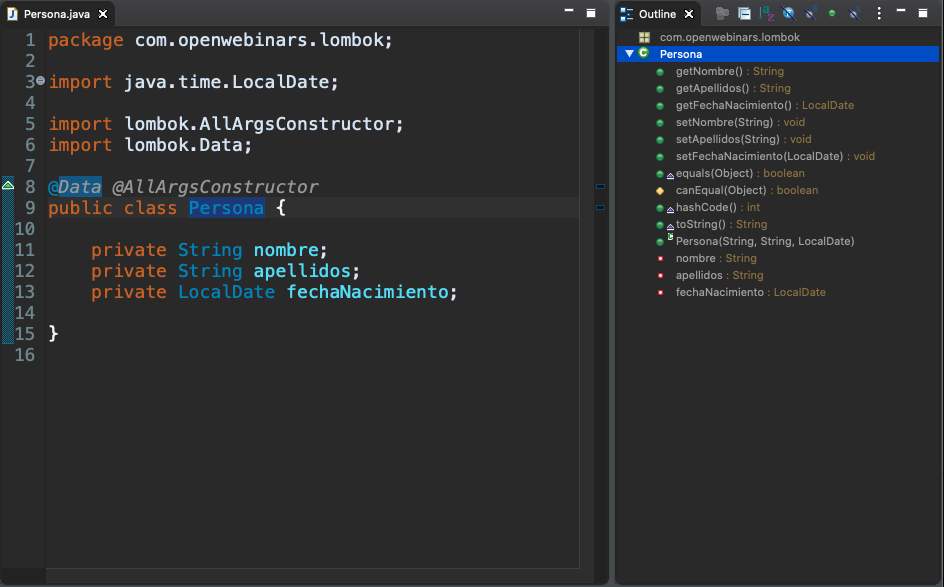 Persona.java
1 package com.openwebinars.lombok;
2
3 import java.time.LocalDate;
4
5 import lombok.AllArgsConstructor;
6 import lombok.Data;
7
8 @Data @AllArgsConstructor
9 public class Persona {
10
11 private String nombre;
12 private String apellidos;
13 private LocalDate fechaNacimiento;
14
15 }
16
Outline
com.openwebinars.lombok
Persona
getNombre() : String
getApellidos() : String
getFechaNacimiento() : LocalDate
setNombre(String) : void
setApellidos(String) : void
setFechaNacimiento(LocalDate) : void
equals(Object) : boolean
canEqual(Object) : boolean
hashCode() : int
toString() : String
Persona(String, String, LocalDate)
nombre : String
apellidos : String
fechaNacimiento : LocalDate